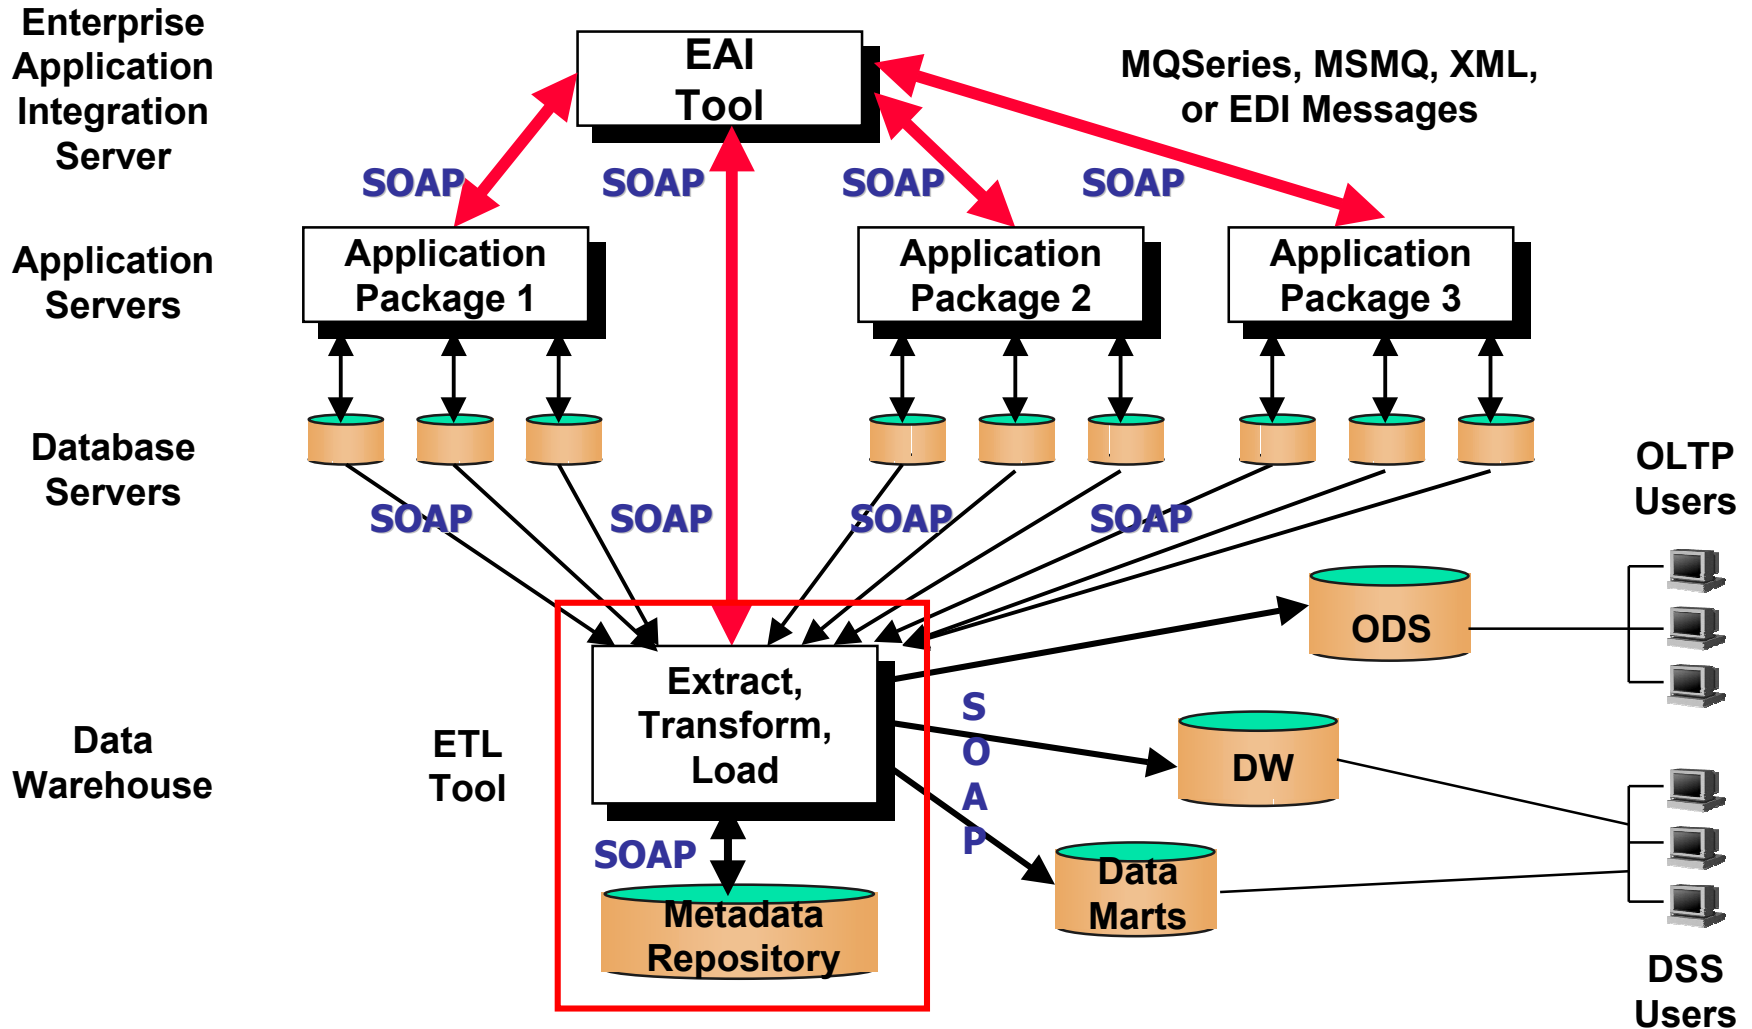 Enterprise
Application
Integration
Server
EAI
Tool
MQSeries, MSMQ, XML,
or EDI Messages
SOAP
SOAP
SOAP
SOAP
Application
Servers
Application
Package 1
Application
Package 2
Application
Package 3
Database
Servers
OLTP
Users
SOAP
SOAP
SOAP
SOAP
ODS
Data
Warehouse
ETL
Tool
Extract,
Transform,
Load
S
O
A
P
DW
SOAP
Data
Marts
Metadata
Repository
DSS
Users